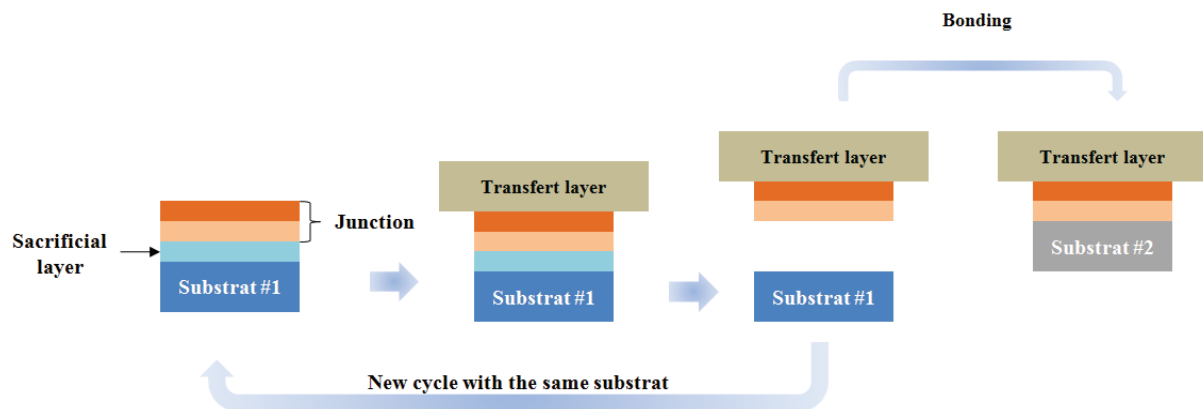 Bonding
Transfert layer
Transfert layer
Transfert layer
Junction
Sacrificial
layer
Substrat #1
Substrat #1
Substrat #1
Substrat #2
New cycle with the same substrat